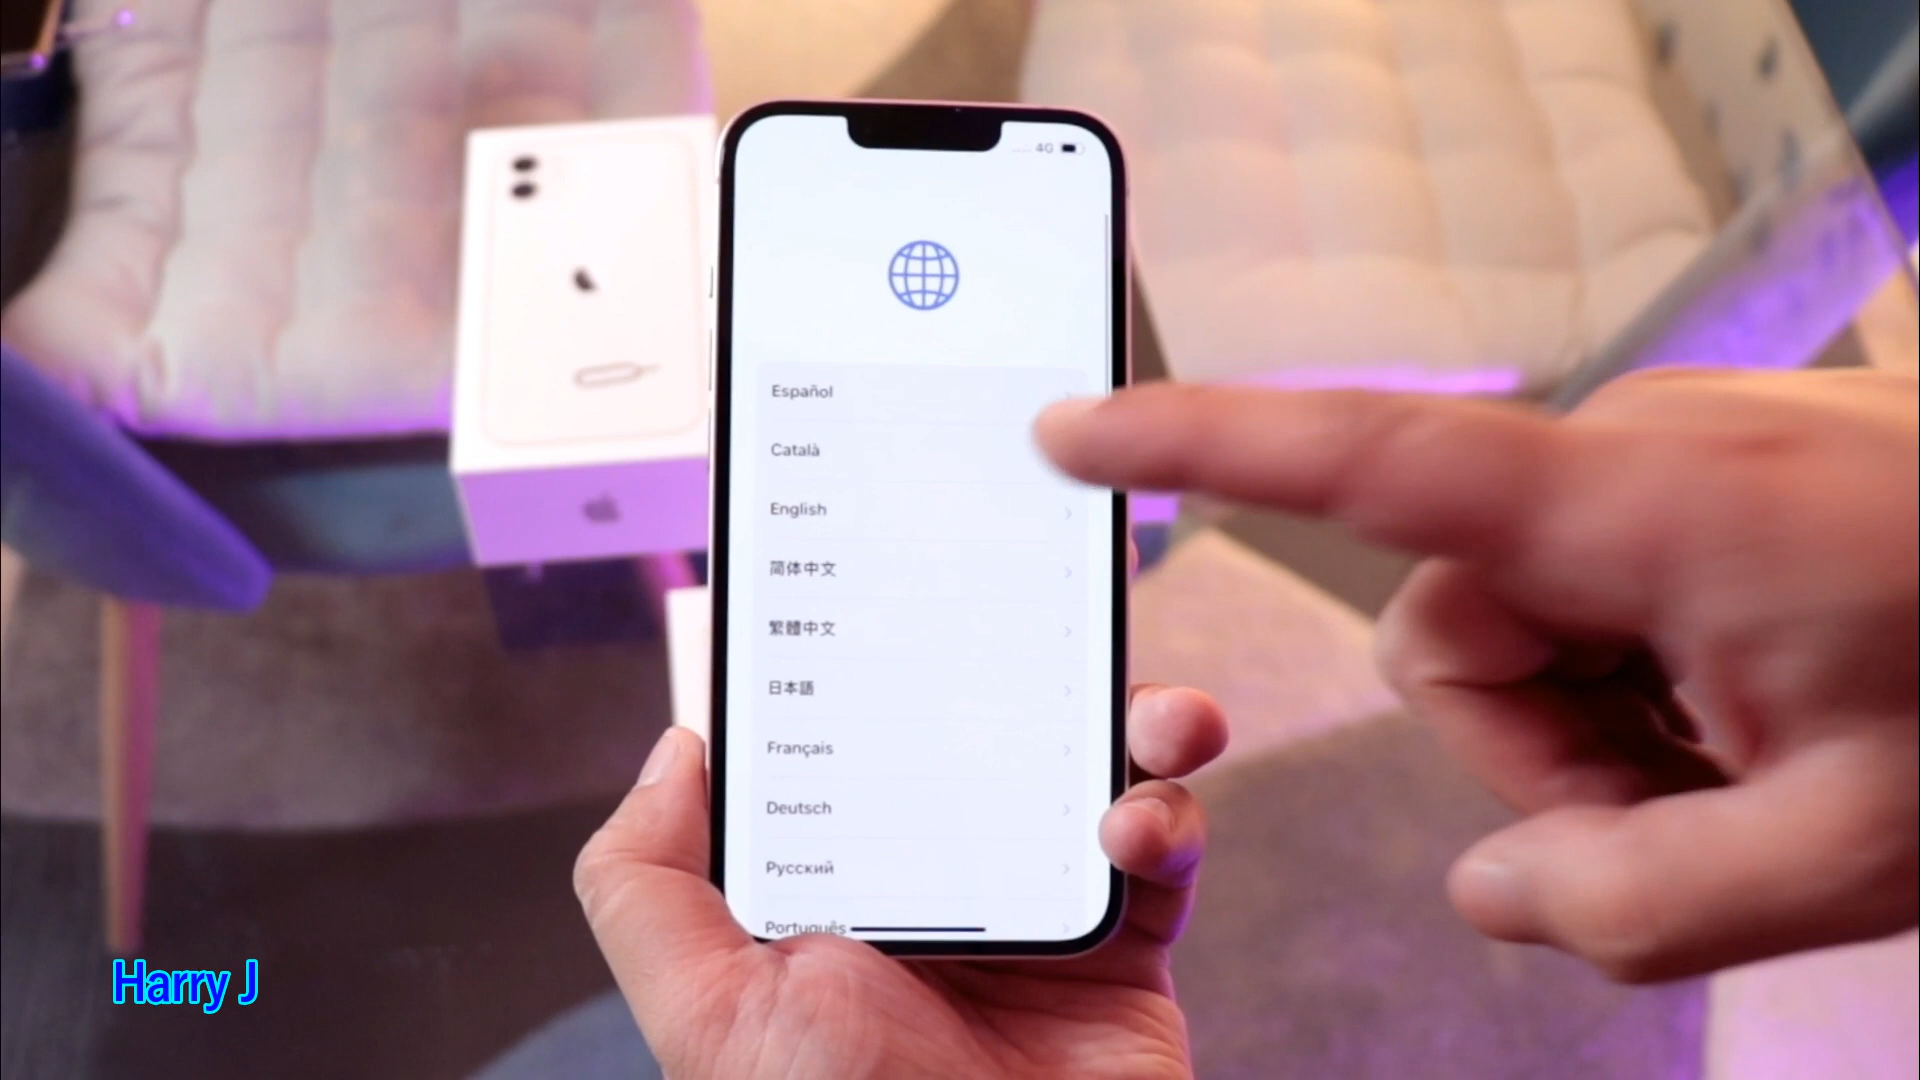 4G
Español
Català
English
简体中文
繁體中文
日本語
Français
Deutsch
Русский
Português
Harry J